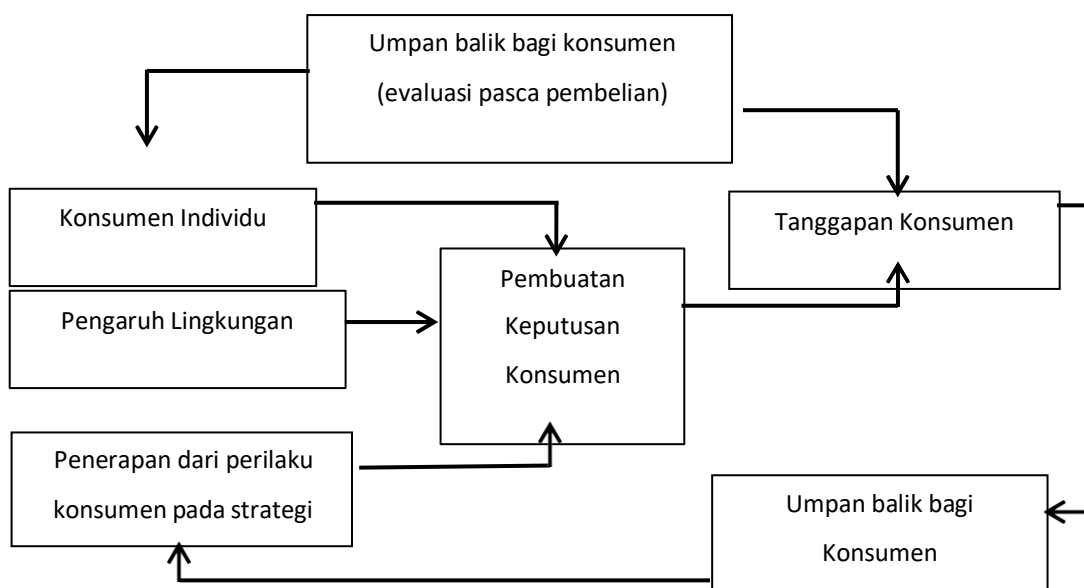 Umpan balik bagi konsumen
(evaluasi pasca pembelian)
Konsumen Individu
Tanggapan Konsumen
Pengaruh Lingkungan
Pembuatan
Keputusan
Konsumen
Penerapan dari perilaku
konsumen pada strategi
Umpan balik bagi
Konsumen